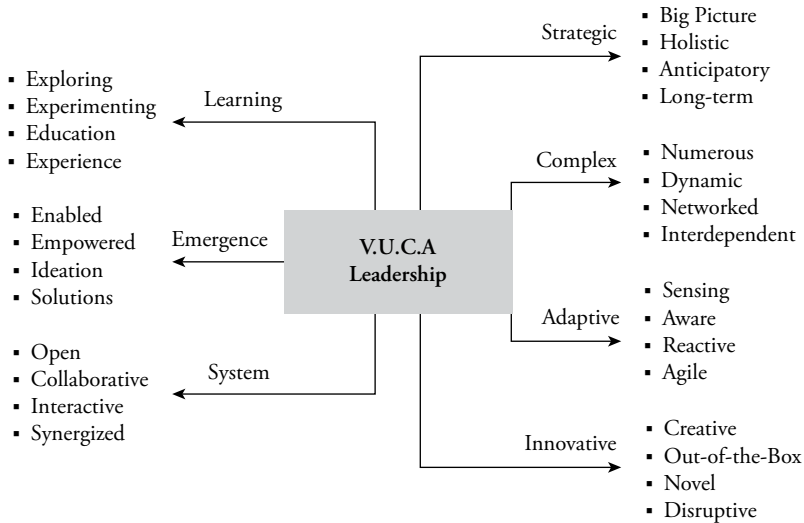 Strategic
▪ Big Picture
▪ Holistic
▪ Anticipatory
▪ Long-term
Learning
▪ Exploring
▪ Experimenting
▪ Education
▪ Experience
Complex
▪ Numerous
▪ Dynamic
▪ Networked
▪ Interdependent
Emergence
▪ Enabled
▪ Empowered
▪ Ideation
▪ Solutions
V.U.C.A
Leadership
Adaptive
▪ Sensing
▪ Aware
▪ Reactive
▪ Agile
System
▪ Open
▪ Collaborative
▪ Interactive
▪ Synergized
Innovative
▪ Creative
▪ Out-of-the-Box
▪ Novel
▪ Disruptive